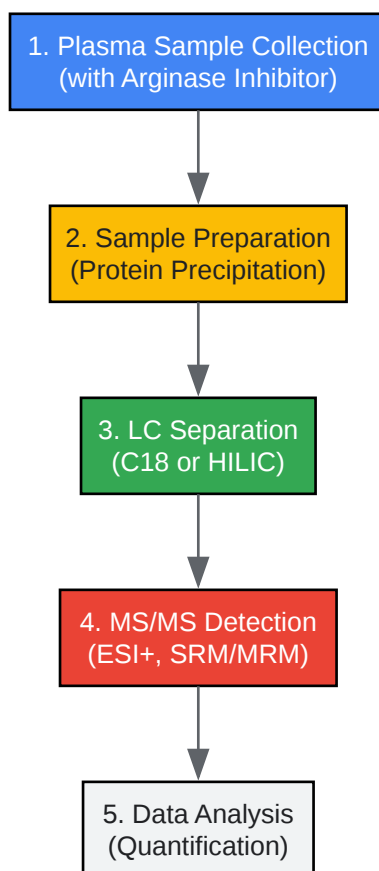 1. Plasma Sample Collection
(with Arginase Inhibitor)
2. Sample Preparation
(Protein Precipitation)
3. LC Separation
(C18 or HILIC)
4. MS/MS Detection
(ESI+, SRM/MRM)
5. Data Analysis
(Quantification)